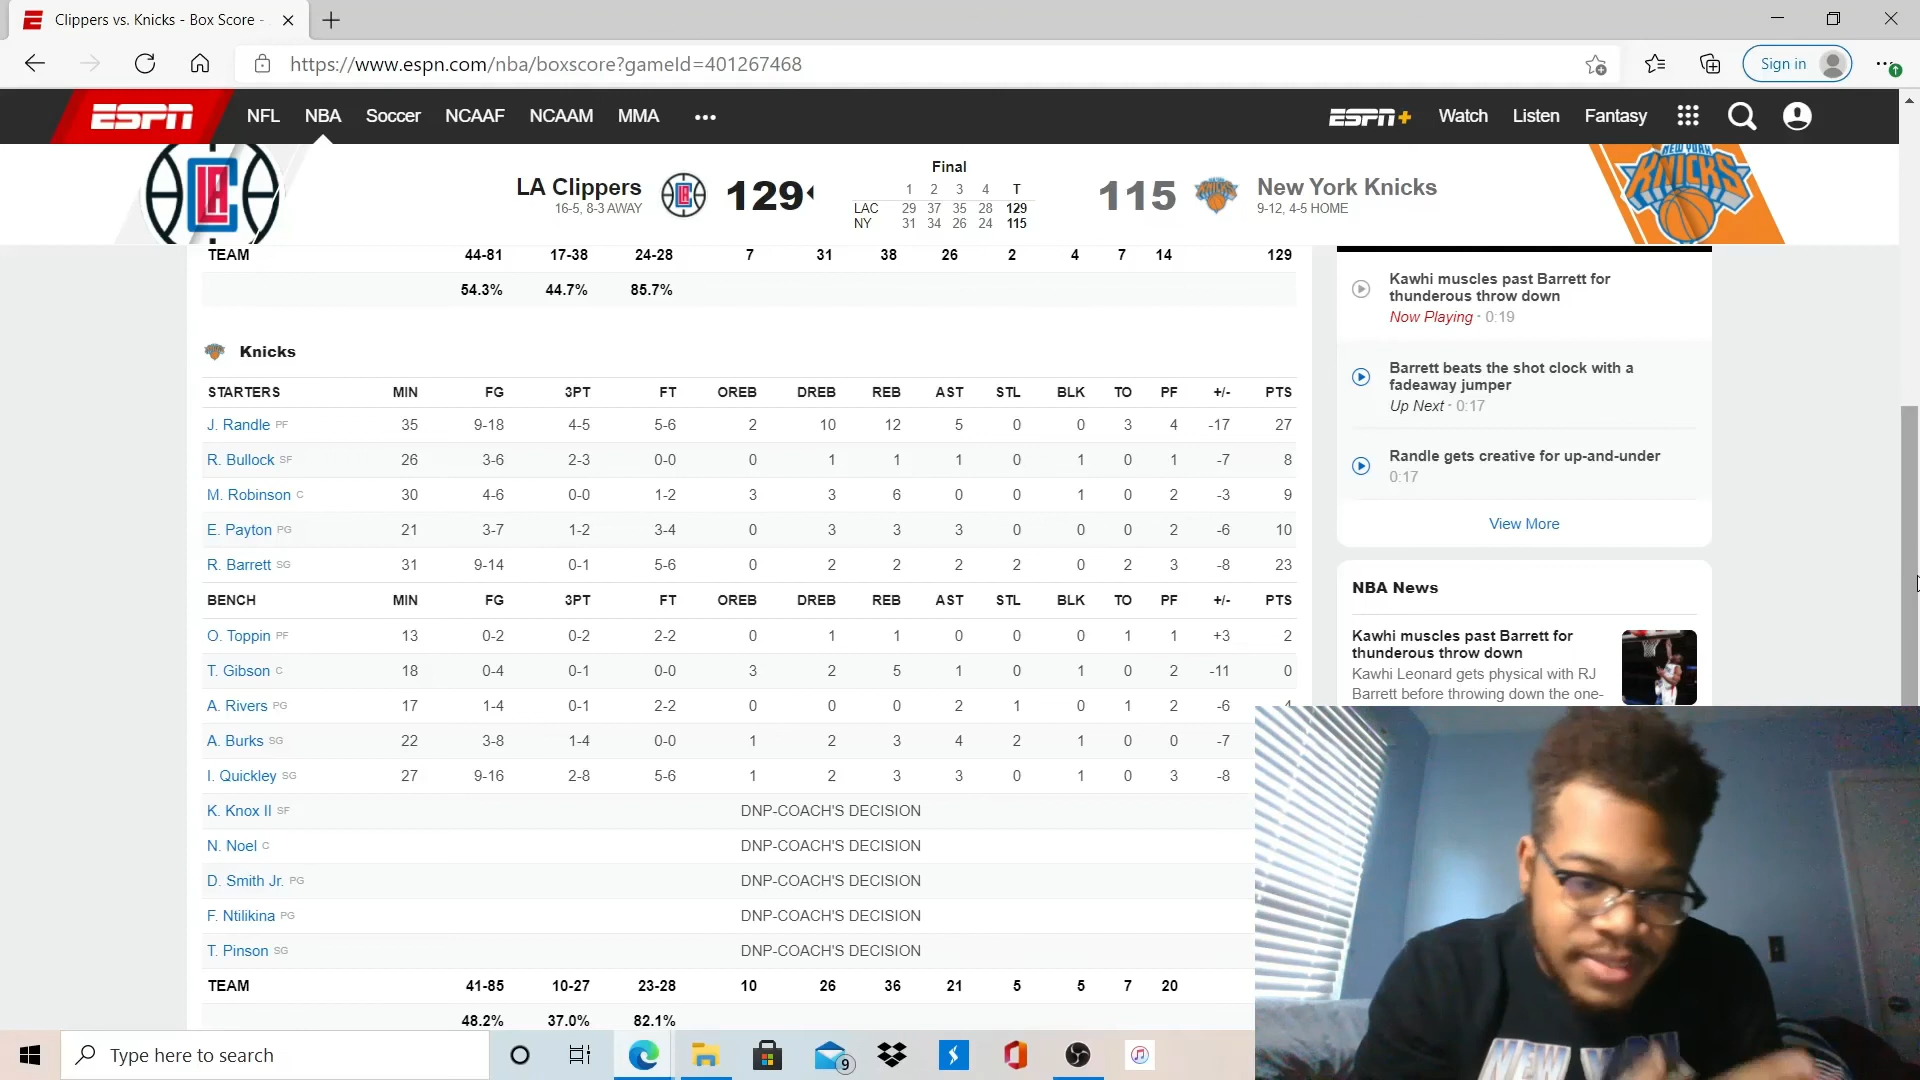 Clippers vs. Knicks - Box Score -
https://www.espn.com/nba/boxscore?gameId=401267468
Sign in
ESPN
NFL NBA Soccer NCAAF NCAAM MMA
ESPN+ Watch Listen Fantasy
LA Clippers
16-5, 8-3 AWAY
129
Final
1 2 3 4 T
LAC 29 37 35 28 129
NY 31 34 26 24 115
115
New York Knicks
9-12, 4-5 HOME
NEW YORK
KNICKS
TEAM 44-81 17-38 24-28 7 31 38 26 2 4 7 14 129
54.3% 44.7% 85.7%
Knicks
STARTERS MIN FG 3PT FT OREB DREB REB AST STL BLK TO PF +/- PTS
J. Randle PF 35 9-18 4-5 5-6 2 10 12 5 0 0 3 4 -17 27
R. Bullock SF 26 3-6 2-3 0-0 0 1 1 1 0 1 0 1 -7 8
M. Robinson C 30 4-6 0-0 1-2 3 3 6 0 0 1 0 2 -3 9
E. Payton PG 21 3-7 1-2 3-4 0 3 3 3 0 0 0 2 -6 10
R. Barrett SG 31 9-14 0-1 5-6 0 2 2 2 2 0 2 3 -8 23
BENCH MIN FG 3PT FT OREB DREB REB AST STL BLK TO PF +/- PTS
O. Toppin PF 13 0-2 0-2 2-2 0 1 1 0 0 0 1 1 +3 2
T. Gibson C 18 0-4 0-1 0-0 3 2 5 1 0 1 0 2 -11 0
A. Rivers PG 17 1-4 0-1 2-2 0 0 0 2 1 0 1 2 -6 4
A. Burks SG 22 3-8 1-4 0-0 1 2 3 4 2 1 0 0 -7
I. Quickley SG 27 9-16 2-8 5-6 1 2 3 3 0 1 0 3 -8
K. Knox II SF DNP-COACH'S DECISION
N. Noel C DNP-COACH'S DECISION
D. Smith Jr. PG DNP-COACH'S DECISION
F. Ntilikina PG DNP-COACH'S DECISION
T. Pinson SG DNP-COACH'S DECISION
TEAM 41-85 10-27 23-28 10 26 36 21 5 5 7 20
48.2% 37.0% 82.1%
Kawhi muscles past Barrett for
thunderous throw down
Now Playing · 0:19
Barrett beats the shot clock with a
fadeaway jumper
Up Next · 0:17
Randle gets creative for up-and-under
0:17
View More
NBA News
Kawhi muscles past Barrett for
thunderous throw down
Kawhi Leonard gets physical with RJ
Barrett before throwing down the one-
NEW YORK
Type here to search
9